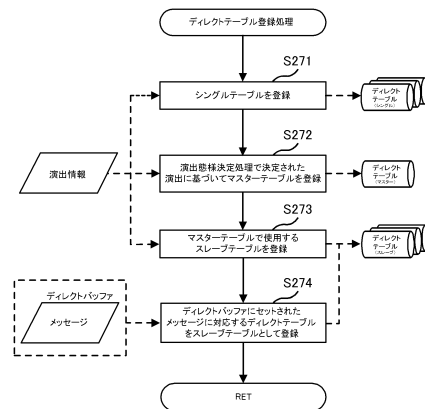 ディレクトテーブル登録処理
S271
シングルテーブルを登録
ディレクト
テーブル
(シングル)
S272
演出情報
演出態様決定処理で決定された
演出に基づいてマスターテーブルを登録
ディレクト
テーブル
(マスター)
S273
マスターテーブルで使用する
スレーブテーブルを登録
ディレクト
テーブル
(スレーブ)
S274
ディレクトバッファ
メッセージ
ディレクトバッファにセットされた
メッセージに対応するディレクトテーブル
をスレーブテーブルとして登録
RET